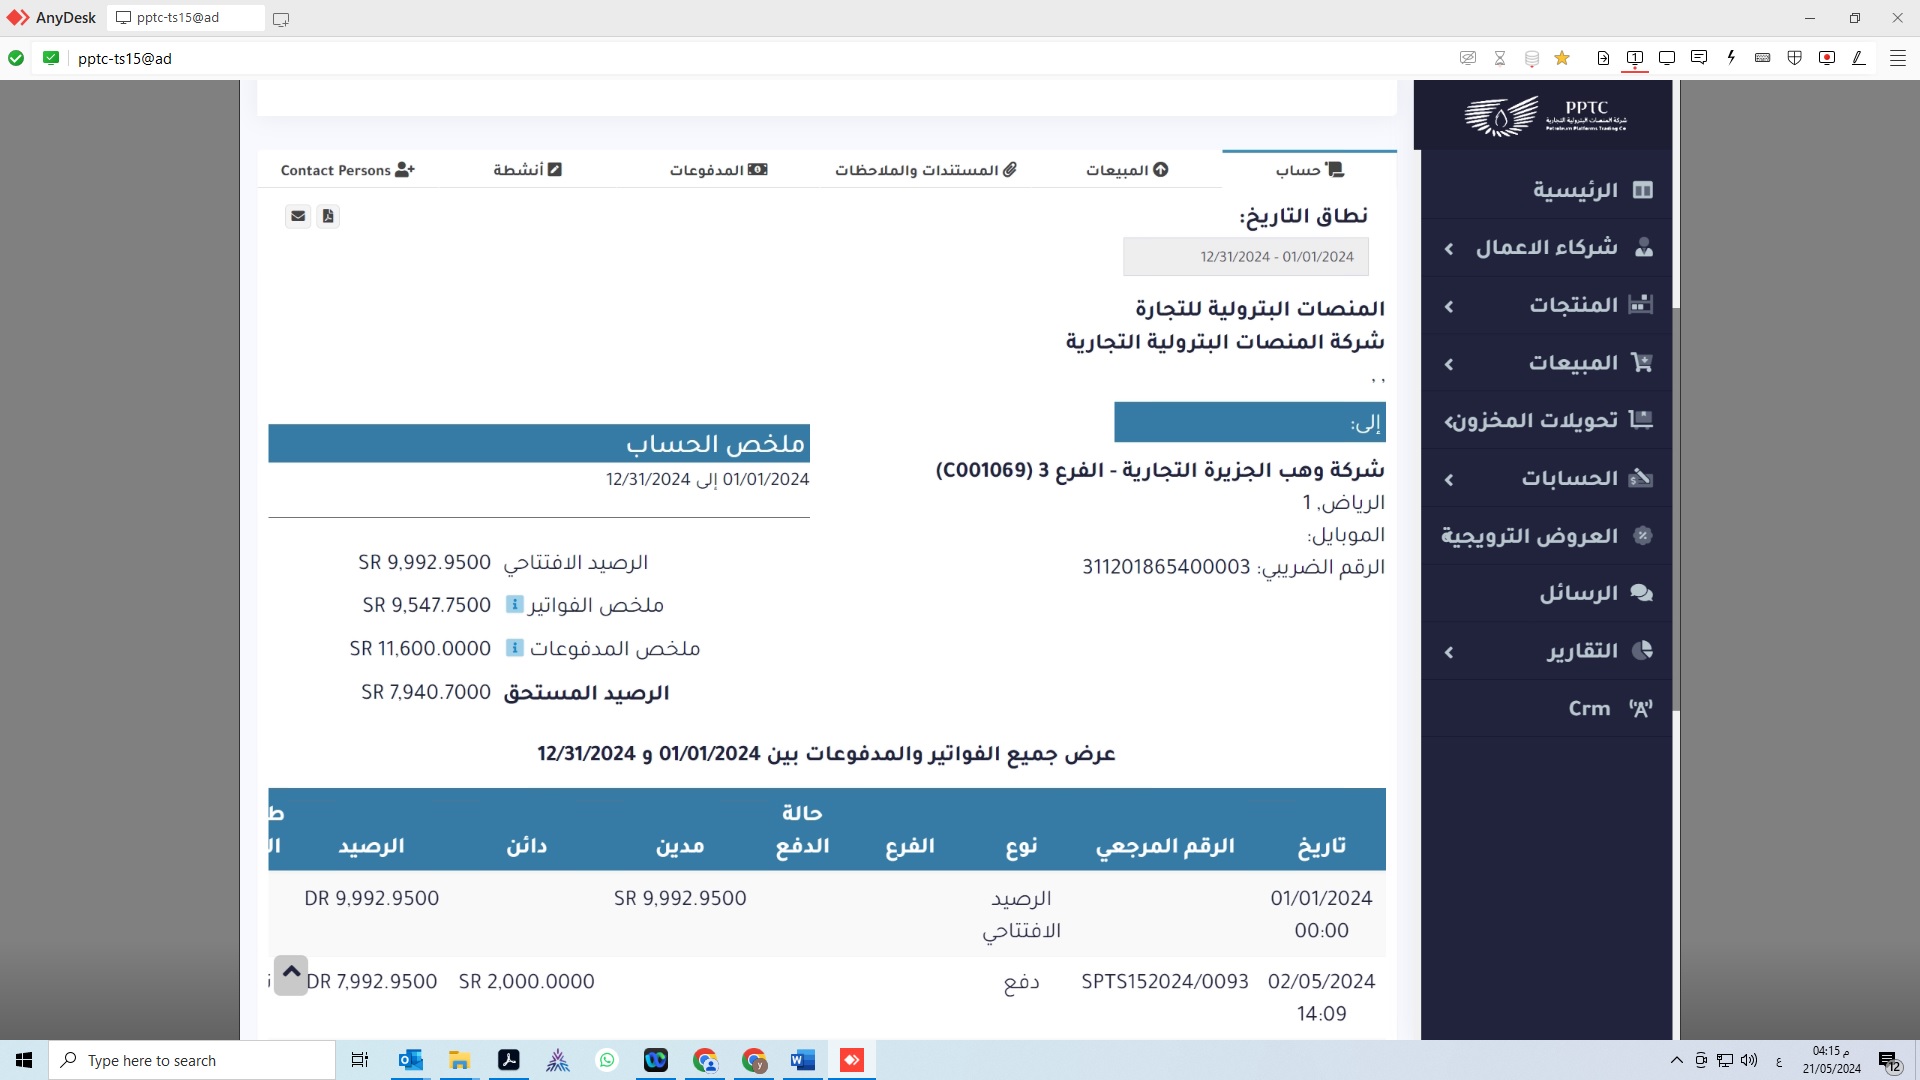 AnyDesk
pptc-ts15@ad
pptc-ts15@ad
PPTC
شركة المنصات البترولية التجارية
Petroleum Platforms Trading Co
الرئيسية
شركاء الاعمال
المنتجات
المبيعات
تحويلات المخزون
الحسابات
العروض الترويجية
الرسائل
التقارير
Crm
حساب
المبيعات
المستندات والملاحظات
المدفوعات
أنشطة
Contact Persons
نطاق التاريخ:
01/01/2024 - 12/31/2024
المنصات البترولية للتجارة
شركة المنصات البترولية التجارية
, ,
إلى:
شركة وهب الجزيرة التجارية - الفرع 3 (C001069)
الرياض, 1
الموبايل:
الرقم الضريبي: 311201865400003
ملخص الحساب
01/01/2024 إلى 12/31/2024
الرصيد الافتتاحي SR 9,992.9500
ملخص الفواتير SR 9,547.7500
ملخص المدفوعات SR 11,600.0000
الرصيد المستحق SR 7,940.7000
عرض جميع الفواتير والمدفوعات بين 01/01/2024 و 12/31/2024
تاريخ الرقم المرجعي نوع الفرع حالة الدفع مدين دائن الرصيد
01/01/2024 00:00 الرصيد الافتتاحي SR 9,992.9500 DR 9,992.9500
02/05/2024 14:09 SPTS152024/0093 دفع SR 2,000.0000 DR 7,992.9500
Type here to search
ع
04:15 م
21/05/2024
12